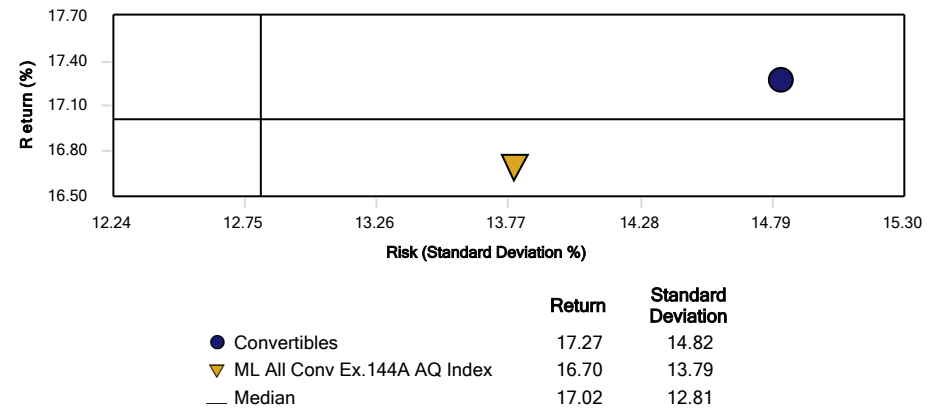 17.70
17.40
17.10
16.80
16.50
Return (%)
12.24 12.75 13.26 13.77 14.28 14.79 15.30
Risk (Standard Deviation %)
Return Standard Deviation
Convertibles 17.27 14.82
ML All Conv Ex.144A AQ Index 16.70 13.79
Median 17.02 12.81